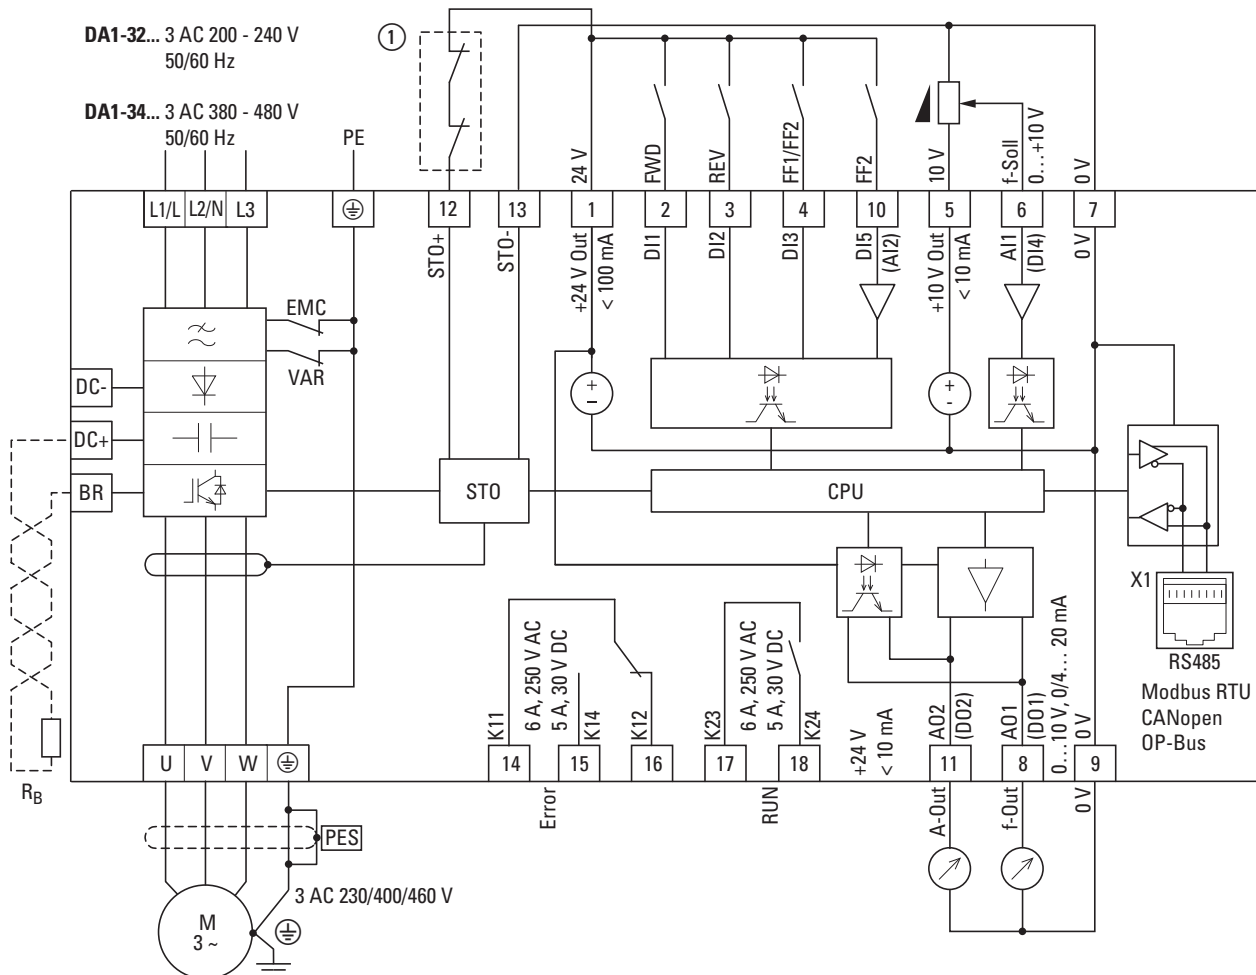 DA1-32... 3 AC 200 - 240 V
50/60 Hz
DA1-34... 3 AC 380 - 480 V
50/60 Hz
PE
1
24 V
FWD
REV
FF1/FF2
FF2
10 V
f-Soll
0...+10 V
0 V
L1/L
L2/N
L3
12
13
1
2
3
4
10
5
6
7
STO+
STO-
+24 V Out
< 100 mA
DI1
DI2
DI3
DI5
(AI2)
+10 V Out
< 10 mA
AI1
(DI4)
0 V
EMC
VAR
+
−
+
-
DC-
DC+
BR
STO
CPU
X1
RS485
Modbus RTU
CANopen
OP-Bus
K11
6 A, 250 V AC
5 A, 30 V DC
K14
K12
K23
6 A, 250 V AC
5 A, 30 V DC
K24
+24 V
< 10 mA
AO2
(DO2)
AO1
(DO1)
0...10 V, 0/4... 20 mA
0 V
U
V
W
14
15
16
17
18
11
8
9
RB
Error
RUN
A-Out
f-Out
0 V
PES
3 AC 230/400/460 V
M
3 ~